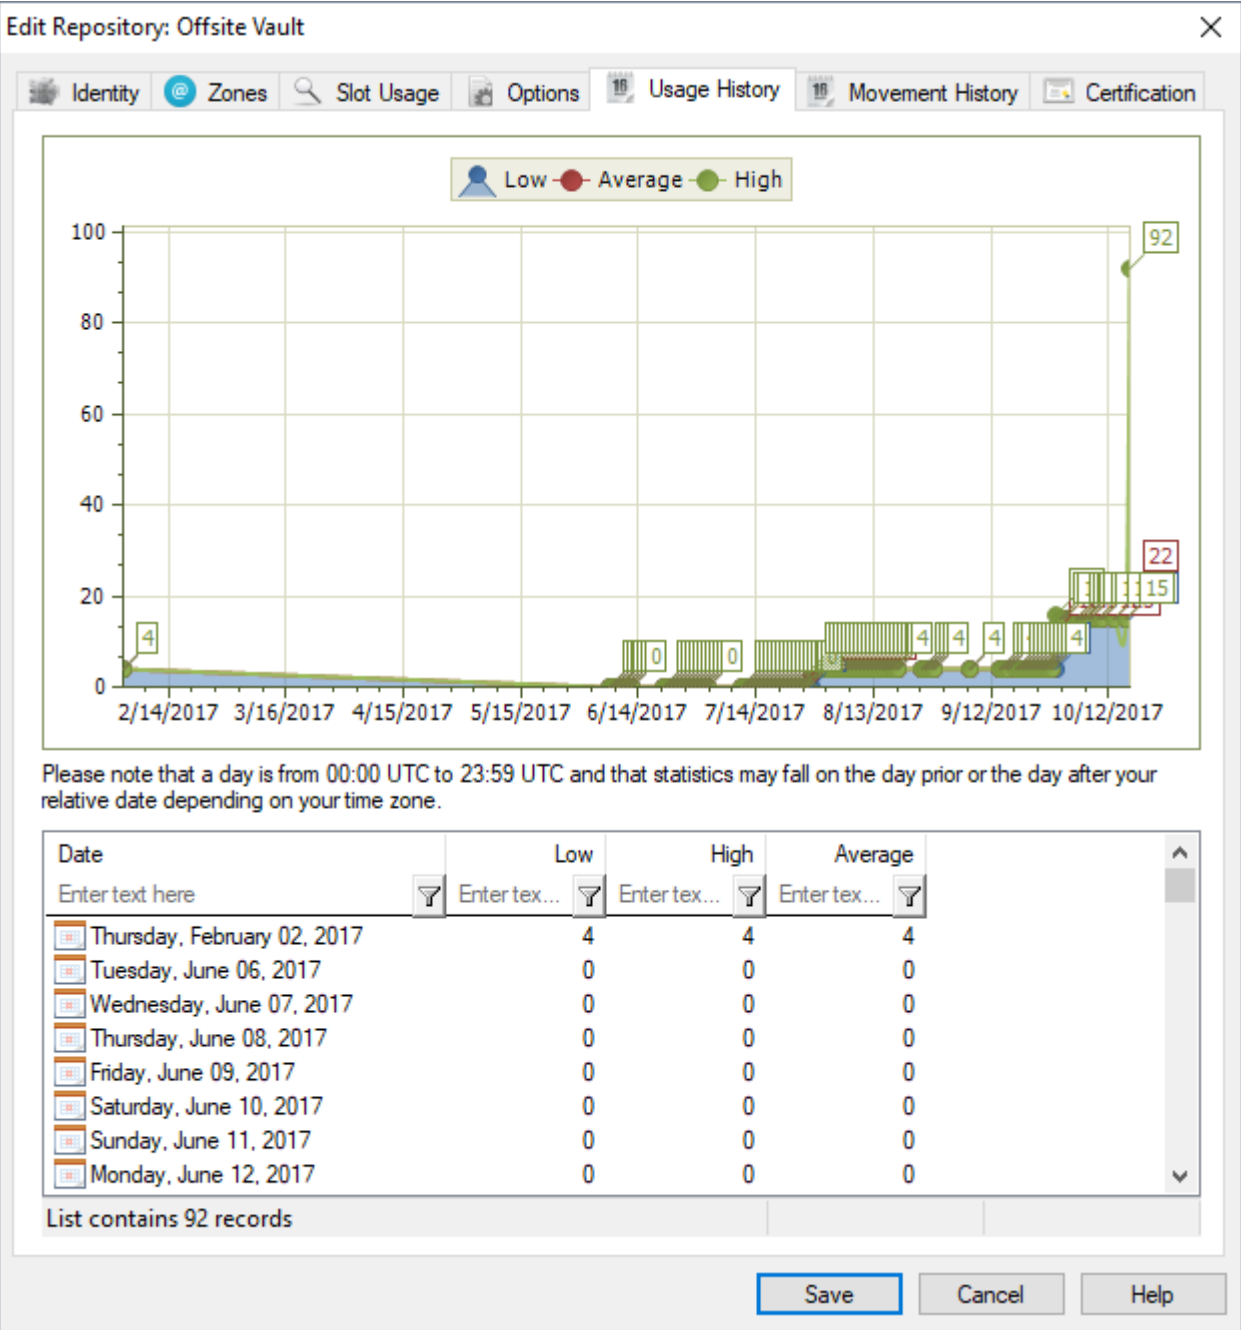 Edit Repository: Offsite Vault
Identity Zones Slot Usage Options Usage History Movement History Certification
Low Average High
100
92
80
60
40
22
20
15
4
0 0 4 4 4 4
0
2/14/2017 3/16/2017 4/15/2017 5/15/2017 6/14/2017 7/14/2017 8/13/2017 9/12/2017 10/12/2017
Please note that a day is from 00:00 UTC to 23:59 UTC and that statistics may fall on the day prior or the day after your
relative date depending on your time zone.
Date Low High Average
Enter text here Enter tex... Enter tex... Enter tex...
Thursday, February 02, 2017 4 4 4
Tuesday, June 06, 2017 0 0 0
Wednesday, June 07, 2017 0 0 0
Thursday, June 08, 2017 0 0 0
Friday, June 09, 2017 0 0 0
Saturday, June 10, 2017 0 0 0
Sunday, June 11, 2017 0 0 0
Monday, June 12, 2017 0 0 0
List contains 92 records
Save Cancel Help